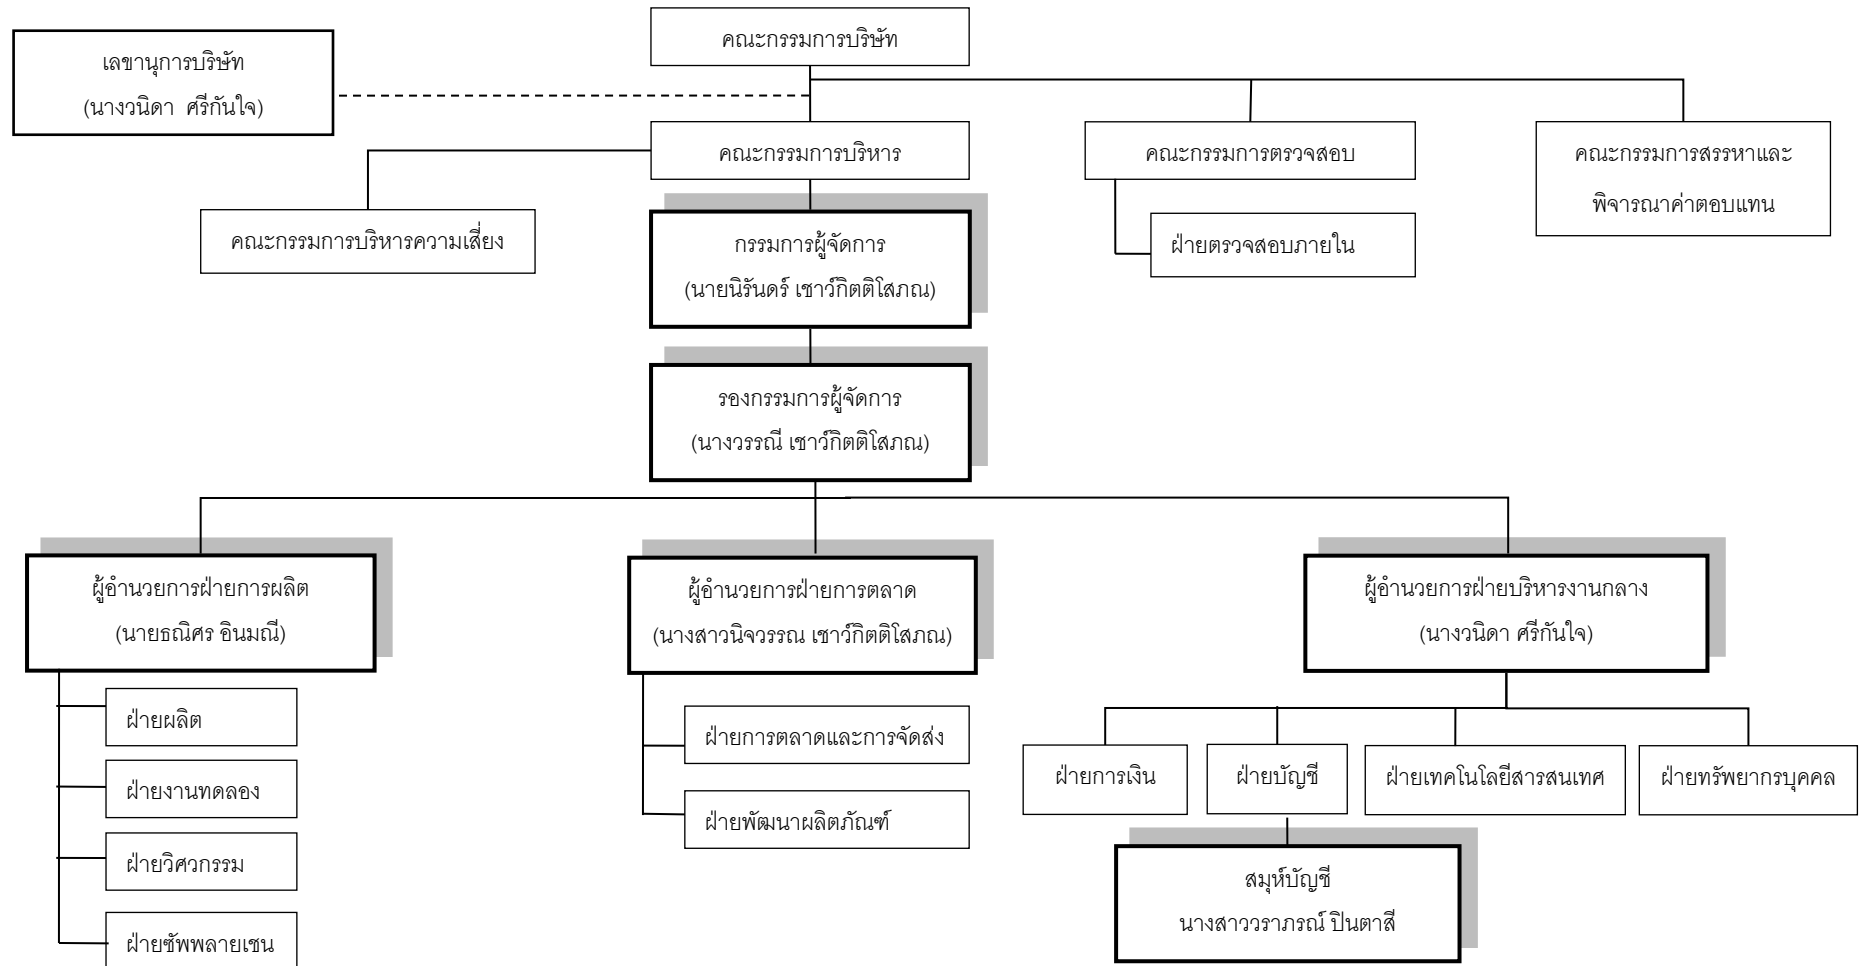 คณะกรรมการบริษัท
เลขานุการบริษัท
(นางวนิดา ศรีกันใจ)
คณะกรรมการบริหาร
คณะกรรมการตรวจสอบ
คณะกรรมการสรรหาและ
พิจารณาค่าตอบแทน
คณะกรรมการบริหารความเสี่ยง
กรรมการผู้จัดการ
(นายนิรันดร์ เชาว์กิตติโสภณ)
ฝ่ายตรวจสอบภายใน
รองกรรมการผู้จัดการ
(นางวรรณี เชาว์กิตติโสภณ)
ผู้อำนวยการฝ่ายการผลิต
(นายธณิศร อินมณี)
ผู้อำนวยการฝ่ายการตลาด
(นางสาวนิจวรรณ เชาว์กิตติโสภณ)
ผู้อำนวยการฝ่ายบริหารงานกลาง
(นางวนิดา ศรีกันใจ)
ฝ่ายผลิต
ฝ่ายงานทดลอง
ฝ่ายวิศวกรรม
ฝ่ายซัพพลายเชน
ฝ่ายการตลาดและการจัดส่ง
ฝ่ายพัฒนาผลิตภัณฑ์
ฝ่ายการเงิน
ฝ่ายบัญชี
ฝ่ายเทคโนโลยีสารสนเทศ
ฝ่ายทรัพยากรบุคคล
สมุห์บัญชี
นางสาววราภรณ์ ปินตาสี